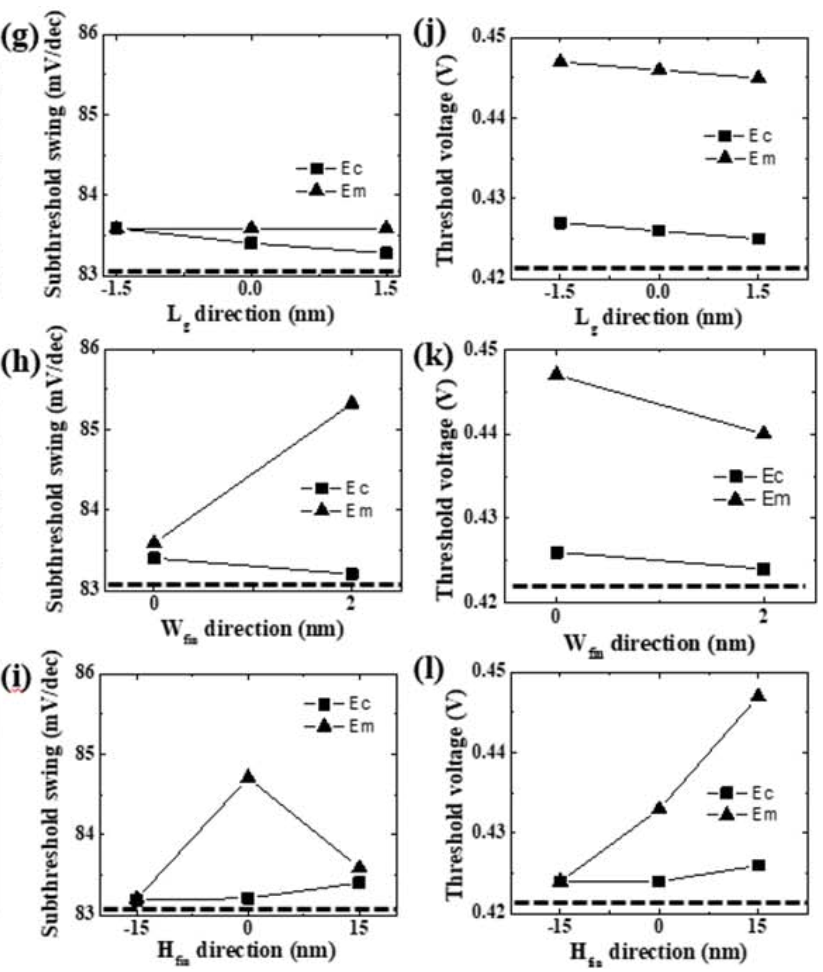 (g)
Subthreshold swing (mV/dec)
86
85
84
83
Ec
Em
-1.5 0.0 1.5
Lg direction (nm)
(j)
Threshold voltage (V)
0.45
0.44
0.43
0.42
Ec
Em
-1.5 0.0 1.5
Lg direction (nm)
(h)
Subthreshold swing (mV/dec)
86
85
84
83
Ec
Em
0 2
Wfin direction (nm)
(k)
Threshold voltage (V)
0.45
0.44
0.43
0.42
Ec
Em
0 2
Wfin direction (nm)
(i)
Subthreshold swing (mV/dec)
86
85
84
83
Ec
Em
-15 0 15
Hfin direction (nm)
(l)
Threshold voltage (V)
0.45
0.44
0.43
0.42
Ec
Em
-15 0 15
Hfin direction (nm)